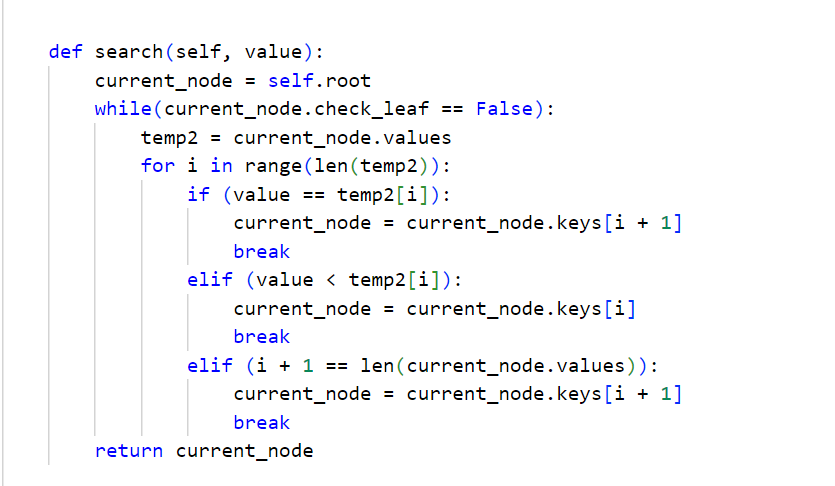 def search(self, value):
    current_node = self.root
    while(current_node.check_leaf == False):
        temp2 = current_node.values
        for i in range(len(temp2)):
            if (value == temp2[i]):
                current_node = current_node.keys[i + 1]
                break
            elif (value < temp2[i]):
                current_node = current_node.keys[i]
                break
            elif (i + 1 == len(current_node.values)):
                current_node = current_node.keys[i + 1]
                break
    return current_node